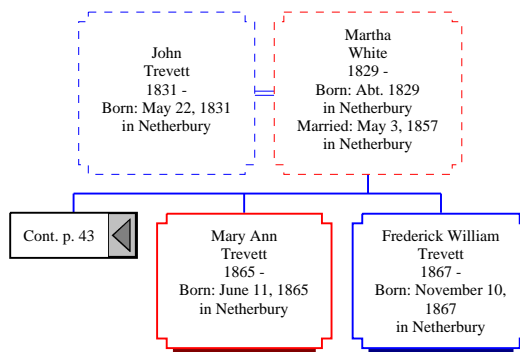 John
Trevett
1831 -
Born: May 22, 1831
in Netherbury
Martha
White
1829 -
Born: Abt. 1829
in Netherbury
Married: May 3, 1857
in Netherbury
Cont. p. 43
Mary Ann
Trevett
1865 -
Born: June 11, 1865
in Netherbury
Frederick William
Trevett
1867 -
Born: November 10,
1867
in Netherbury